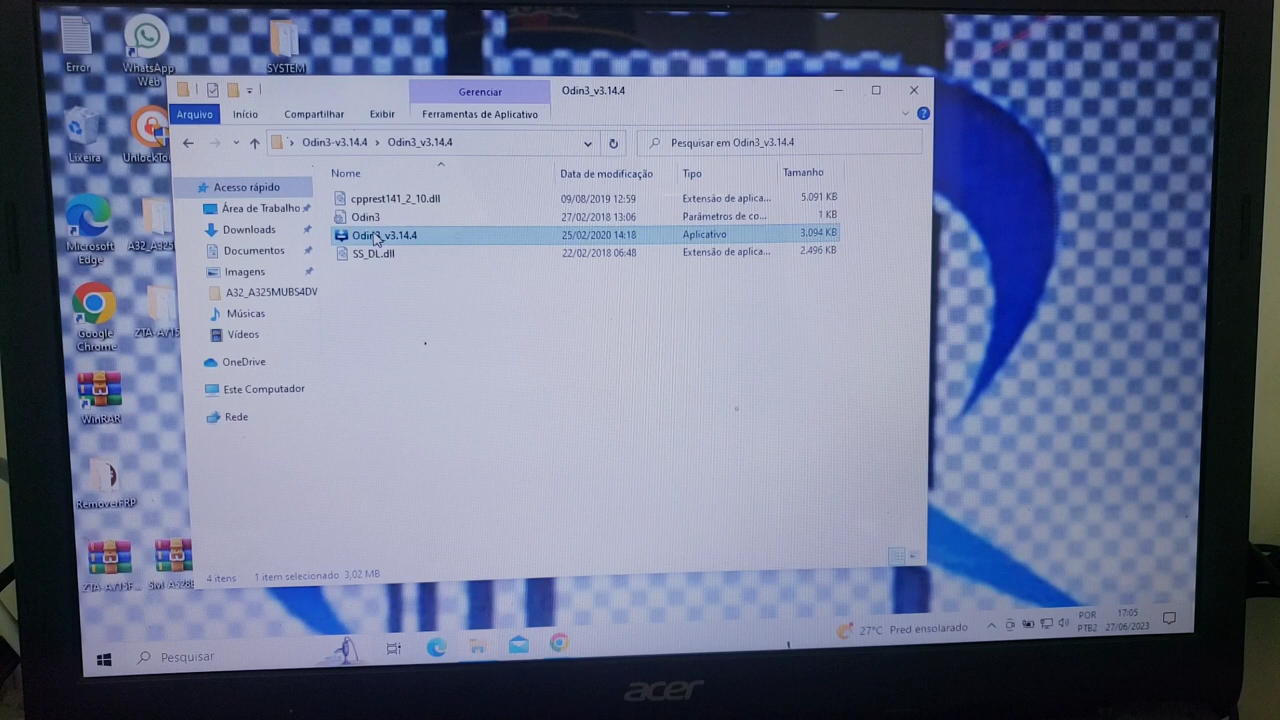 Error
WhatsApp
Web
SYSTEM
Lixeira
Microsoft
Edge
Google
Chrome
WinRAR
RemoverFRP
Gerenciar
Odin3_v3.14.4
Arquivo
Início
Compartilhar
Exibir
Ferramentas de Aplicativo
Odin3-v3.14.4 > Odin3_v3.14.4
Pesquisar em Odin3_v3.14.4
Nome
Data de modificação
Tipo
Tamanho
cpprest141_2_10.dll 09/08/2019 12:59 Extensão de aplica... 5.091 KB
Odin3 27/02/2018 13:06 Parâmetros de co... 1 KB
Odin3_v3.14.4 25/02/2020 14:18 Aplicativo 3.094 KB
SS_DL.dll 22/02/2018 06:48 Extensão de aplica... 2.496 KB
Acesso rápido
Área de Trabalho
Downloads
Documentos
Imagens
A32_A325MUBS4DV
Músicas
Vídeos
OneDrive
Este Computador
Rede
4 itens 1 item selecionado 3,02 MB
Pesquisar
27°C Pred ensolarado
POR
PTB2
17:05
27/06/2023
acer